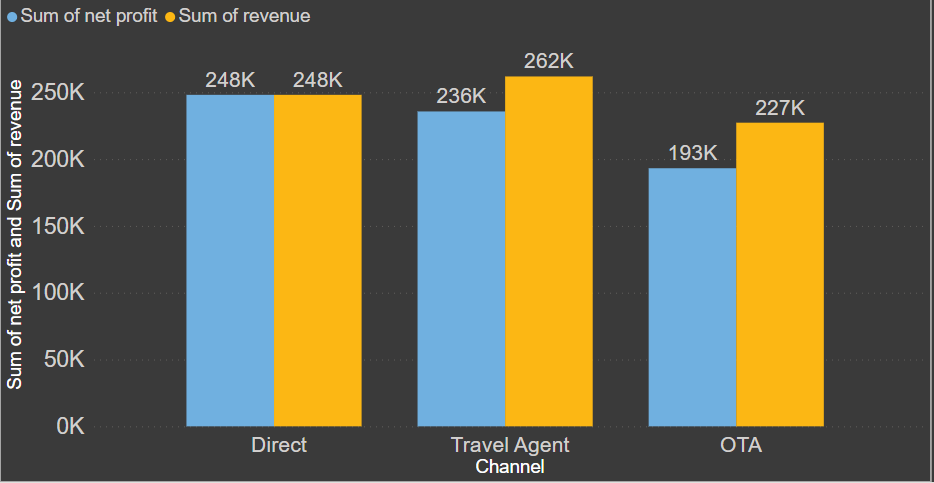 Sum of net profit Sum of revenue
Sum of net profit and Sum of revenue
250K
200K
150K
100K
50K
0K
248K
248K
236K
262K
193K
227K
Direct
Travel Agent
OTA
Channel